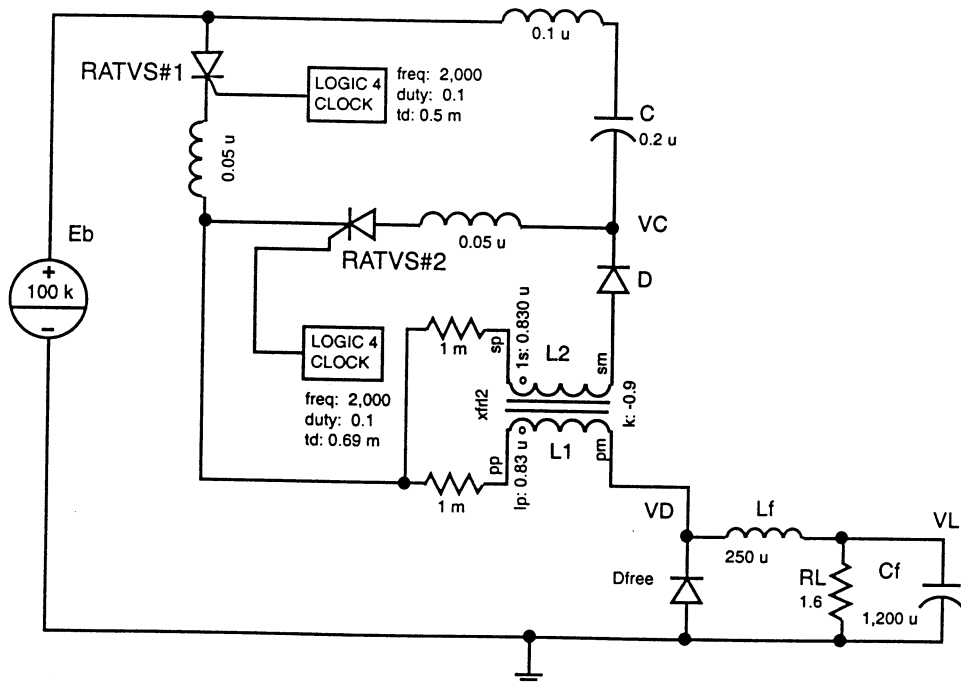 0.1 u
RATVS#1
LOGIC 4
CLOCK
freq: 2,000
duty: 0.1
td: 0.5 m
C
0.2 u
0.05 u
Eb
+
100 k
−
RATVS#2
0.05 u
VC
D
LOGIC 4
CLOCK
freq: 2,000
duty: 0.1
td: 0.69 m
1 m
sp
1s: 0.830 u
L2
sm
xfrl2
k: -0.9
1 m
pp
lp: 0.83 u
L1
pm
VD
Lf
250 u
VL
Dfree
RL
1.6
Cf
1,200 u